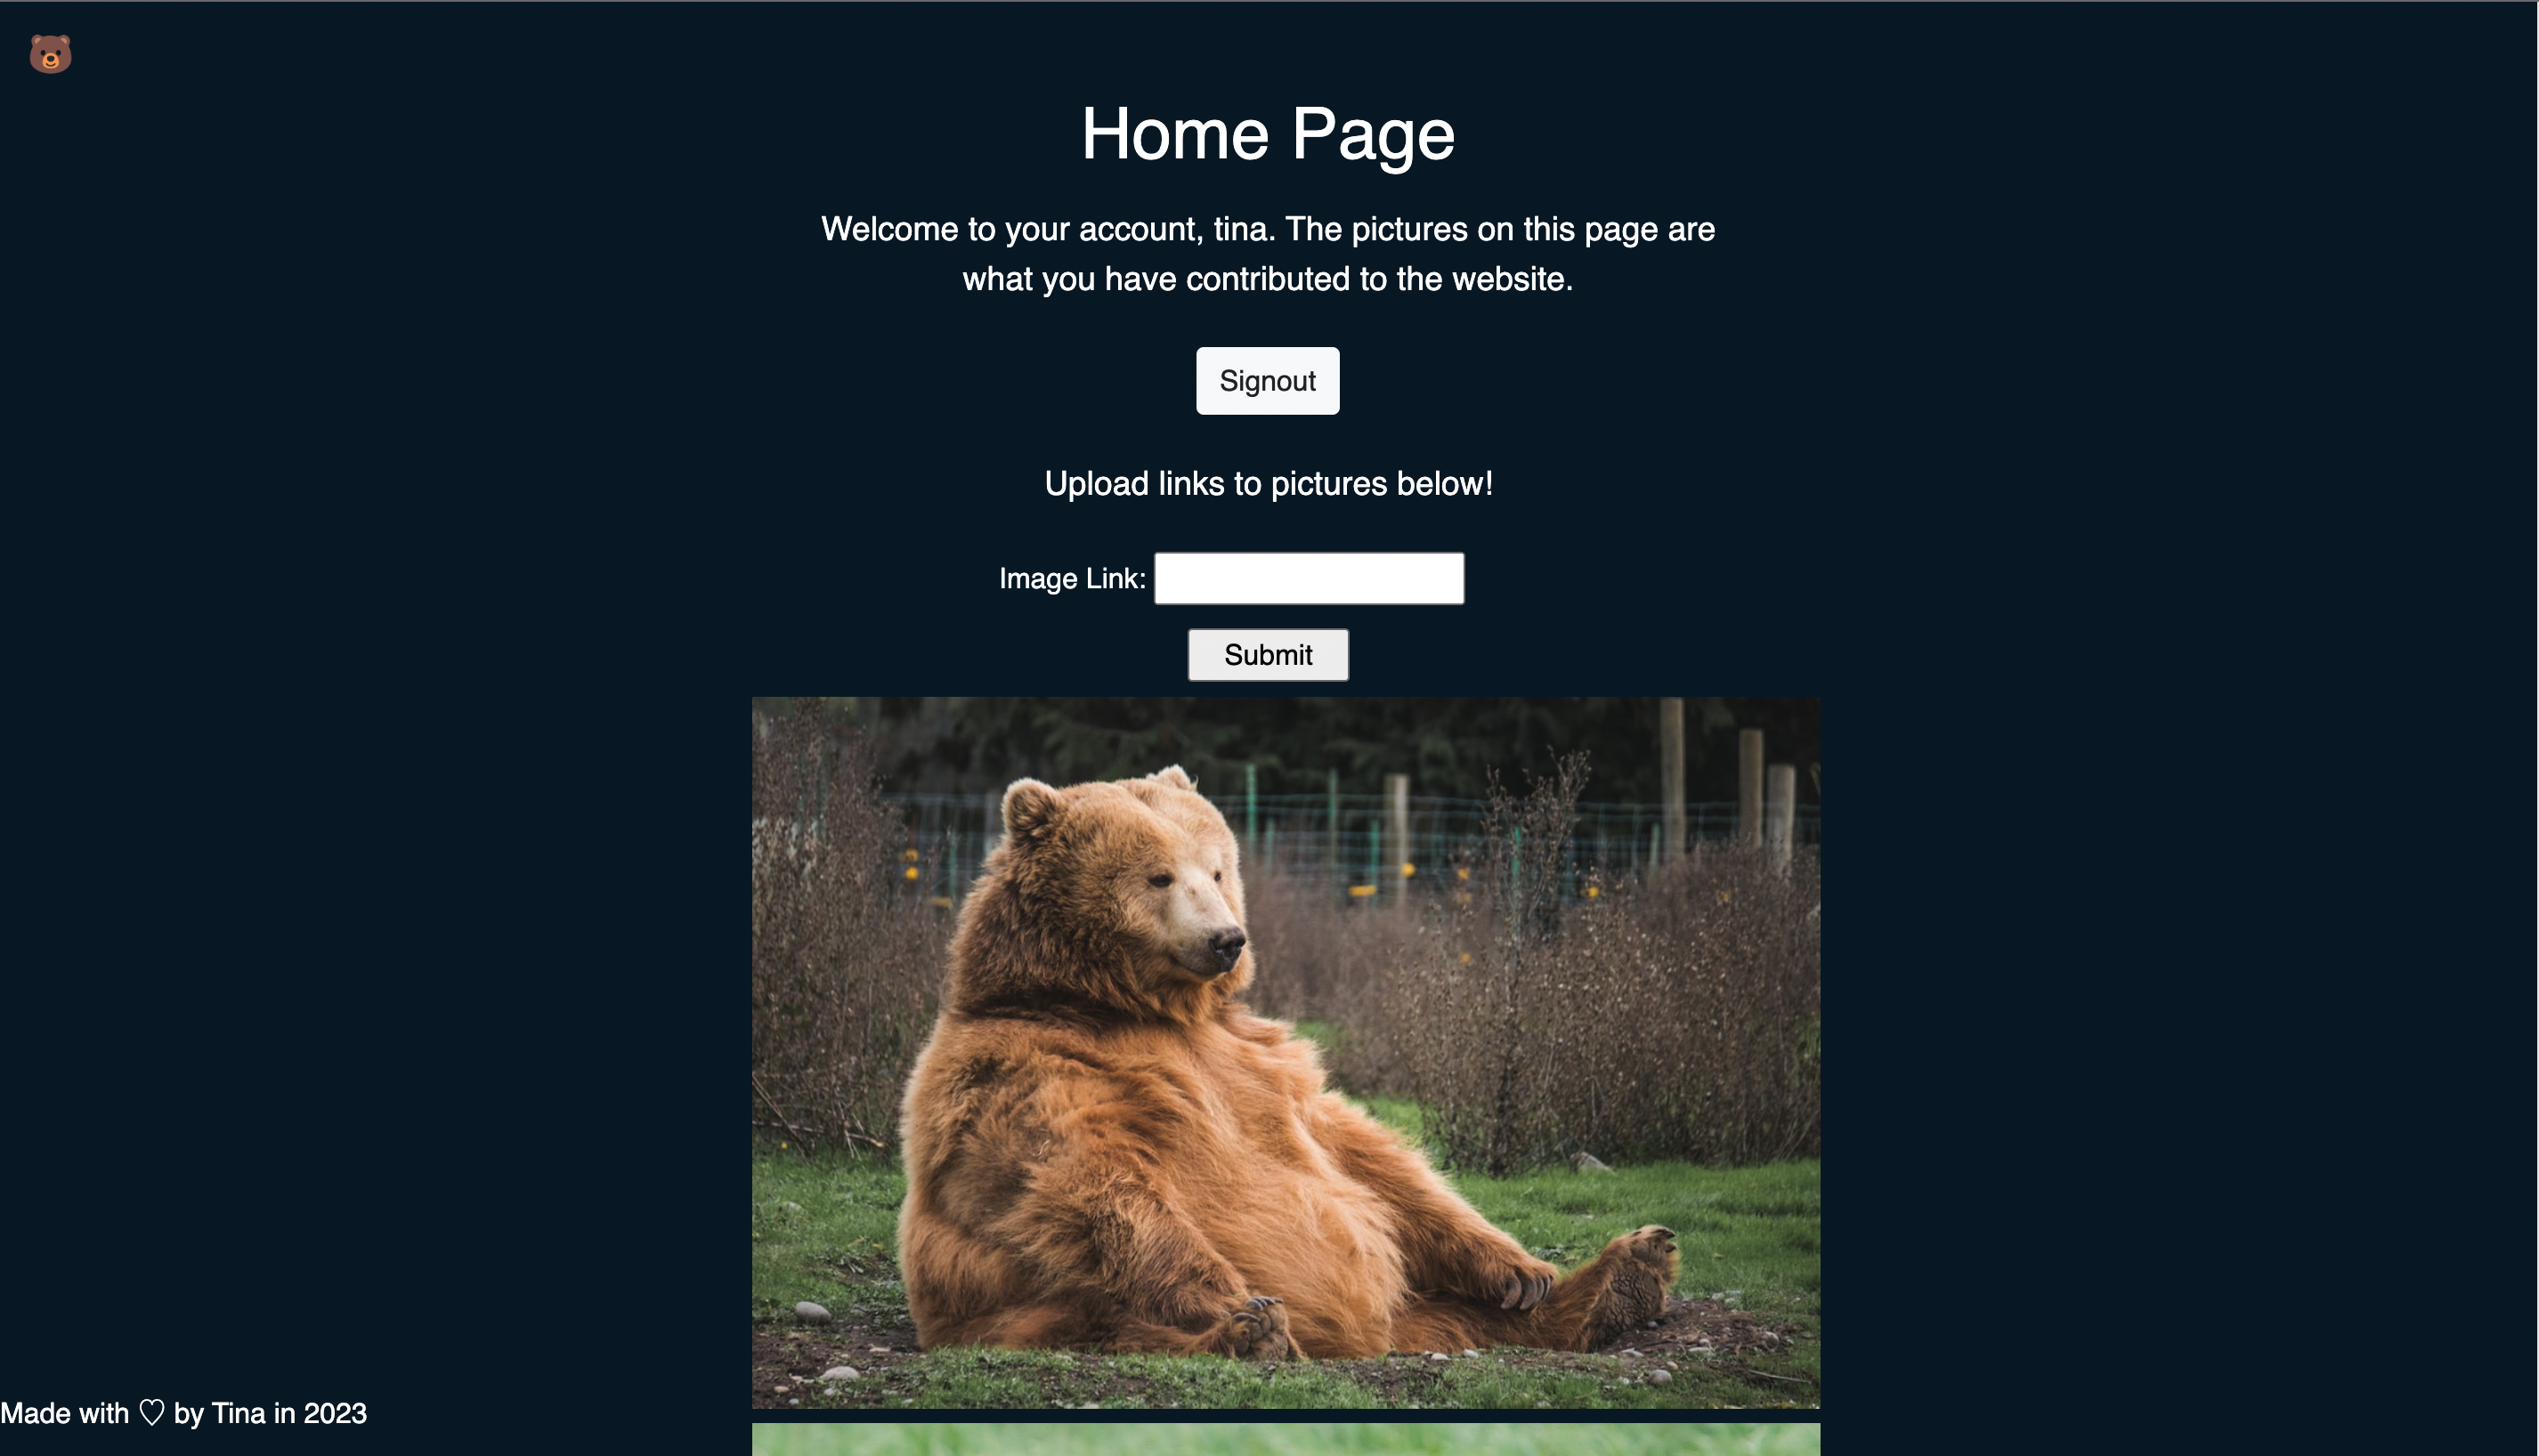 Home Page
Welcome to your account, tina. The pictures on this page are
what you have contributed to the website.
Signout
Upload links to pictures below!
Image Link:
Submit
Made with ♡ by Tina in 2023